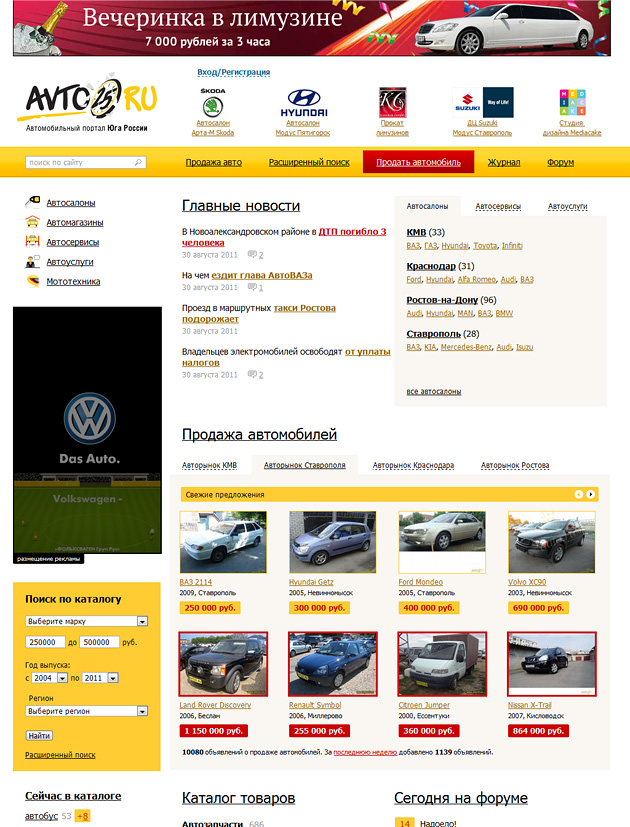 Вечеринка в лимузине
7 000 рублей за 3 часа
AVTO25.RU
Автомобильный портал Юга России
Вход/Регистрация
ŠKODA
Автосалон
Арта-М Skoda
HYUNDAI
Автосалон
Модус Пятигорск
Прокат
лимузинов
SUZUKI
Way of Life!
ДЦ Suzuki
Модус Ставрополь
MEDIACAKE
Студия
дизайна Mediacake
поиск по сайту
Продажа авто
Расширенный поиск
Продать автомобиль
Журнал
Форум
Автосалоны
Автомагазины
Автосервисы
Автоуслуги
Мототехника
Das Auto.
Volkswagen -
размещение рекламы
Главные новости
В Новоалександровском районе в ДТП погибло 3
человека
30 августа 2011 2
На чем ездит глава АвтоВАЗа
30 августа 2011 1
Проезд в маршрутных такси Ростова
подорожает
30 августа 2011
Владельцев электромобилей освободят от уплаты
налогов
30 августа 2011 2
Автосалоны
Автосервисы
Автоуслуги
КМВ (33)
ВАЗ, ГАЗ, Hyundai, Toyota, Infiniti
Краснодар (31)
Ford, Hyundai, Alfa Romeo, Audi, ВАЗ
Ростов-на-Дону (96)
Audi, Hyundai, MAN, ВАЗ, BMW
Ставрополь (28)
ВАЗ, KIA, Mercedes-Benz, Audi, Isuzu
все автосалоны
Продажа автомобилей
Авторынок КМВ
Авторынок Ставрополя
Авторынок Краснодара
Авторынок Ростова
Свежие предложения
ВАЗ 2114
2009, Ставрополь
250 000 руб.
Hyundai Getz
2005, Невинномысск
300 000 руб.
Ford Mondeo
2005, Ставрополь
400 000 руб.
Volvo XC90
2003, Невинномысск
690 000 руб.
Land Rover Discovery
2006, Беслан
1 150 000 руб.
Renault Symbol
2006, Миллерово
255 000 руб.
Citroen Jumper
2000, Ессентуки
360 000 руб.
Nissan X-Trail
2007, Кисловодск
864 000 руб.
10080 объявлений о продаже автомобилей. За последнюю неделю добавлено 1139 объявлений.
Поиск по каталогу
Выберите марку
250000 до 500000 руб.
Год выпуска:
с 2004 по 2011
Регион
Выберите регион
Найти
Расширенный поиск
Сейчас в каталоге
автобус 53 +8
Каталог товаров
Автозапчасти 686
Сегодня на форуме
14 Надоело!